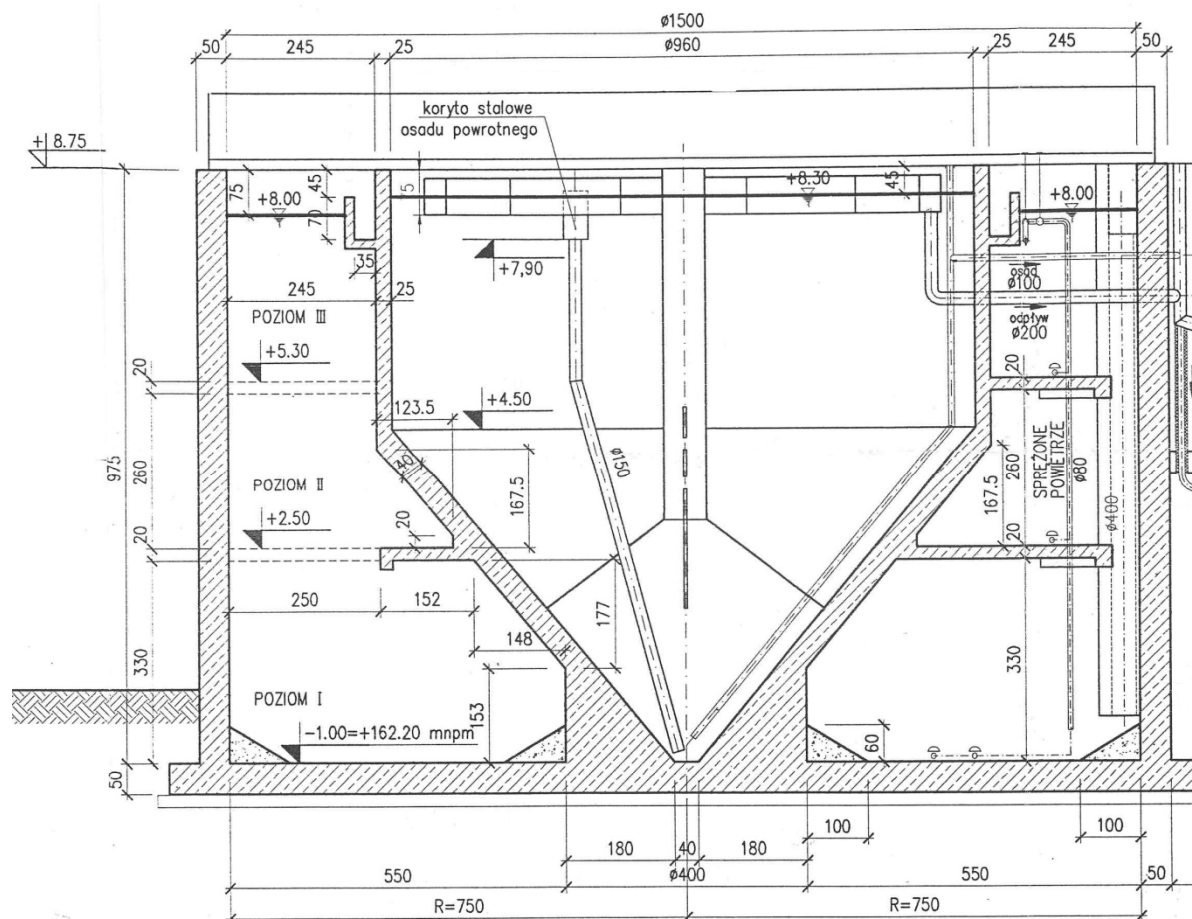 ø1500
50 245 25 ø960 25 245 50
koryto stalowe
osadu powrotnego
+8.75
75
+8.00
45
70
75
+8.30
45
+8.00
+7,90
35
osad
ø100
odpływ
ø200
245 25
POZIOM III
+5.30
20
20
123.5
+4.50
40
ø150
167.5
975
260
POZIOM II
+2.50
20
20
260
167.5
SPRĘŻONE
POWIETRZE
ø80
ø400
20
250 152
148
177
330
330
POZIOM I
-1.00=+162.20 mnpm
153
60
50
100 100
180 40 180
550 ø400 550 50
R=750 R=750